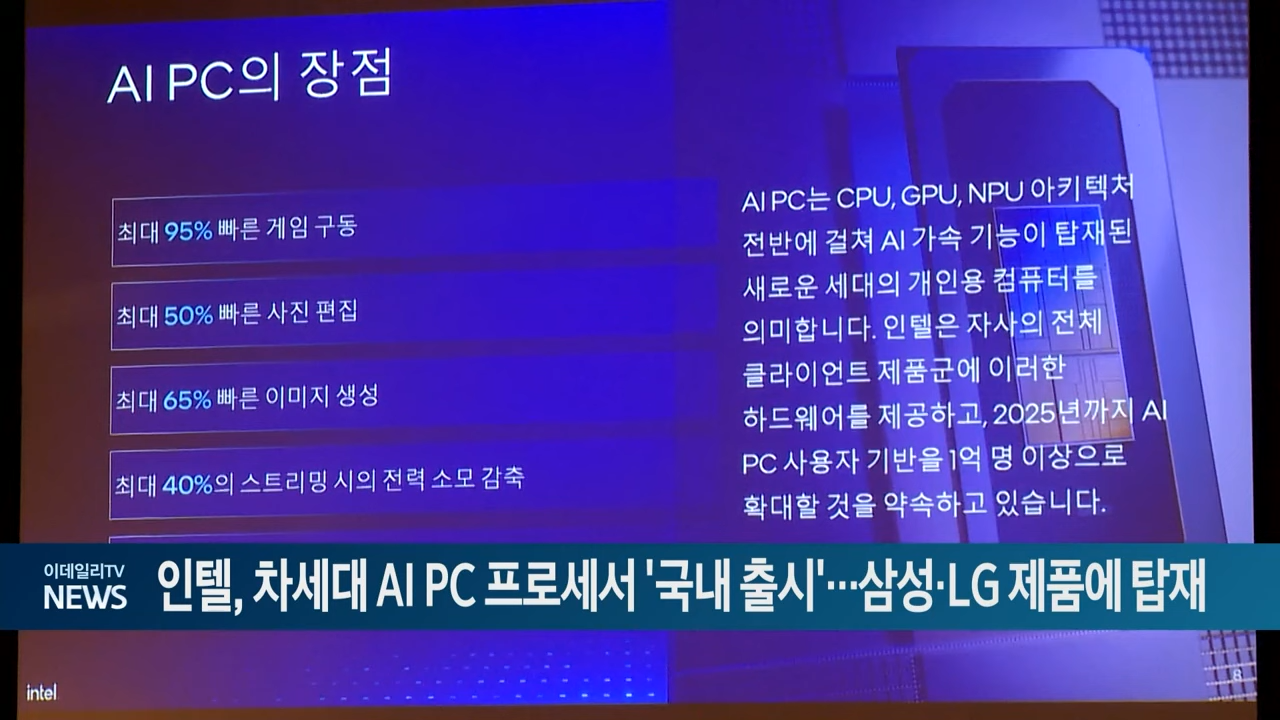 AI PC의 장점
최대 95% 빠른 게임 구동
최대 50% 빠른 사진 편집
최대 65% 빠른 이미지 생성
최대 40%의 스트리밍 시의 전력 소모 감축
AI PC는 CPU, GPU, NPU 아키텍처
전반에 걸쳐 AI 가속 기능이 탑재된
새로운 세대의 개인용 컴퓨터를
의미합니다. 인텔은 자사의 전체
클라이언트 제품군에 이러한
하드웨어를 제공하고, 2025년까지 AI
PC 사용자 기반을 1억 명 이상으로
확대할 것을 약속하고 있습니다.
이데일리TV
NEWS
인텔, 차세대 AI PC 프로세서 '국내 출시'…삼성·LG 제품에 탑재
intel
8